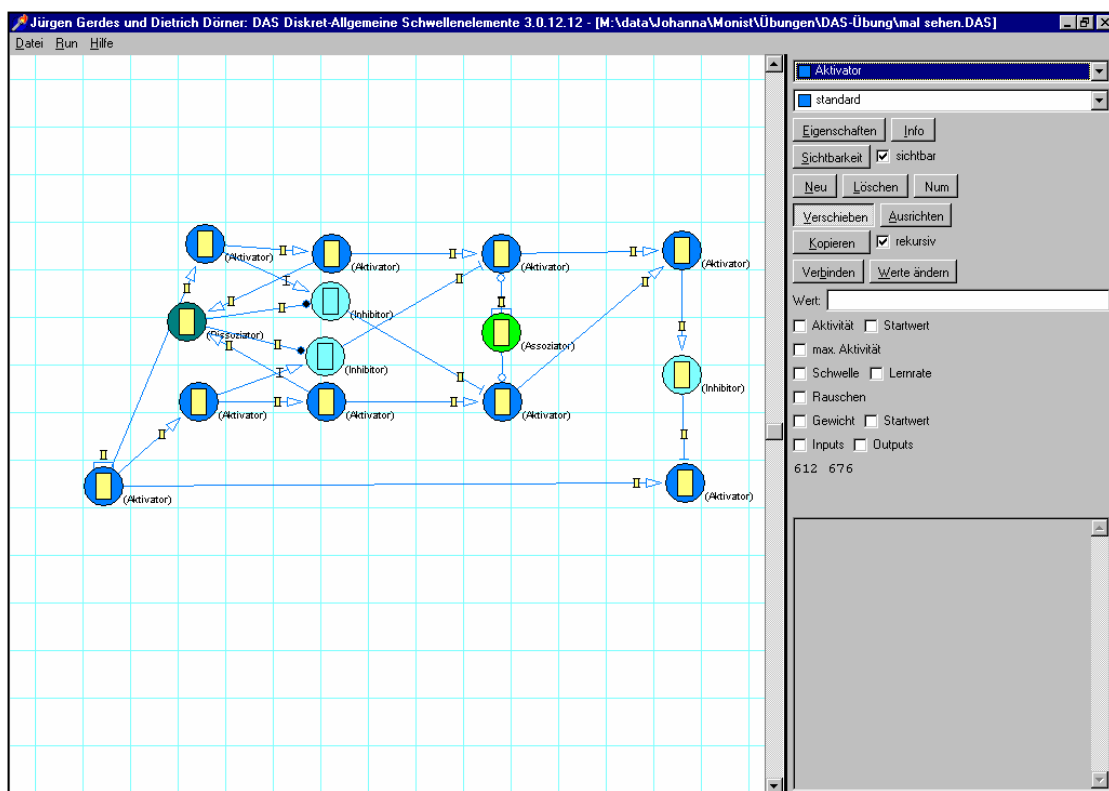 Jürgen Gerdes und Dietrich Dörner: DAS Diskret-Allgemeine Schwellenelemente 3.0.12.12 - [M:\data\Johanna\Monist\Übungen\DAS-Übung\mal sehen.DAS]
Datei Run Hilfe
Aktivator
standard
Eigenschaften Info
Sichtbarkeit sichtbar
Neu Löschen Num
Verschieben Ausrichten
Kopieren rekursiv
Verbinden Werte ändern
Wert:
Aktivität Startwert
max. Aktivität
Schwelle Lernrate
Rauschen
Gewicht Startwert
Inputs Outputs
612 676
(Aktivator)
(Aktivator)
(Aktivator)
(Aktivator)
(Inhibitor)
(Dissoziator)
(Assoziator)
(Inhibitor)
(Inhibitor)
(Aktivator)
(Aktivator)
(Aktivator)
(Aktivator)
(Aktivator)